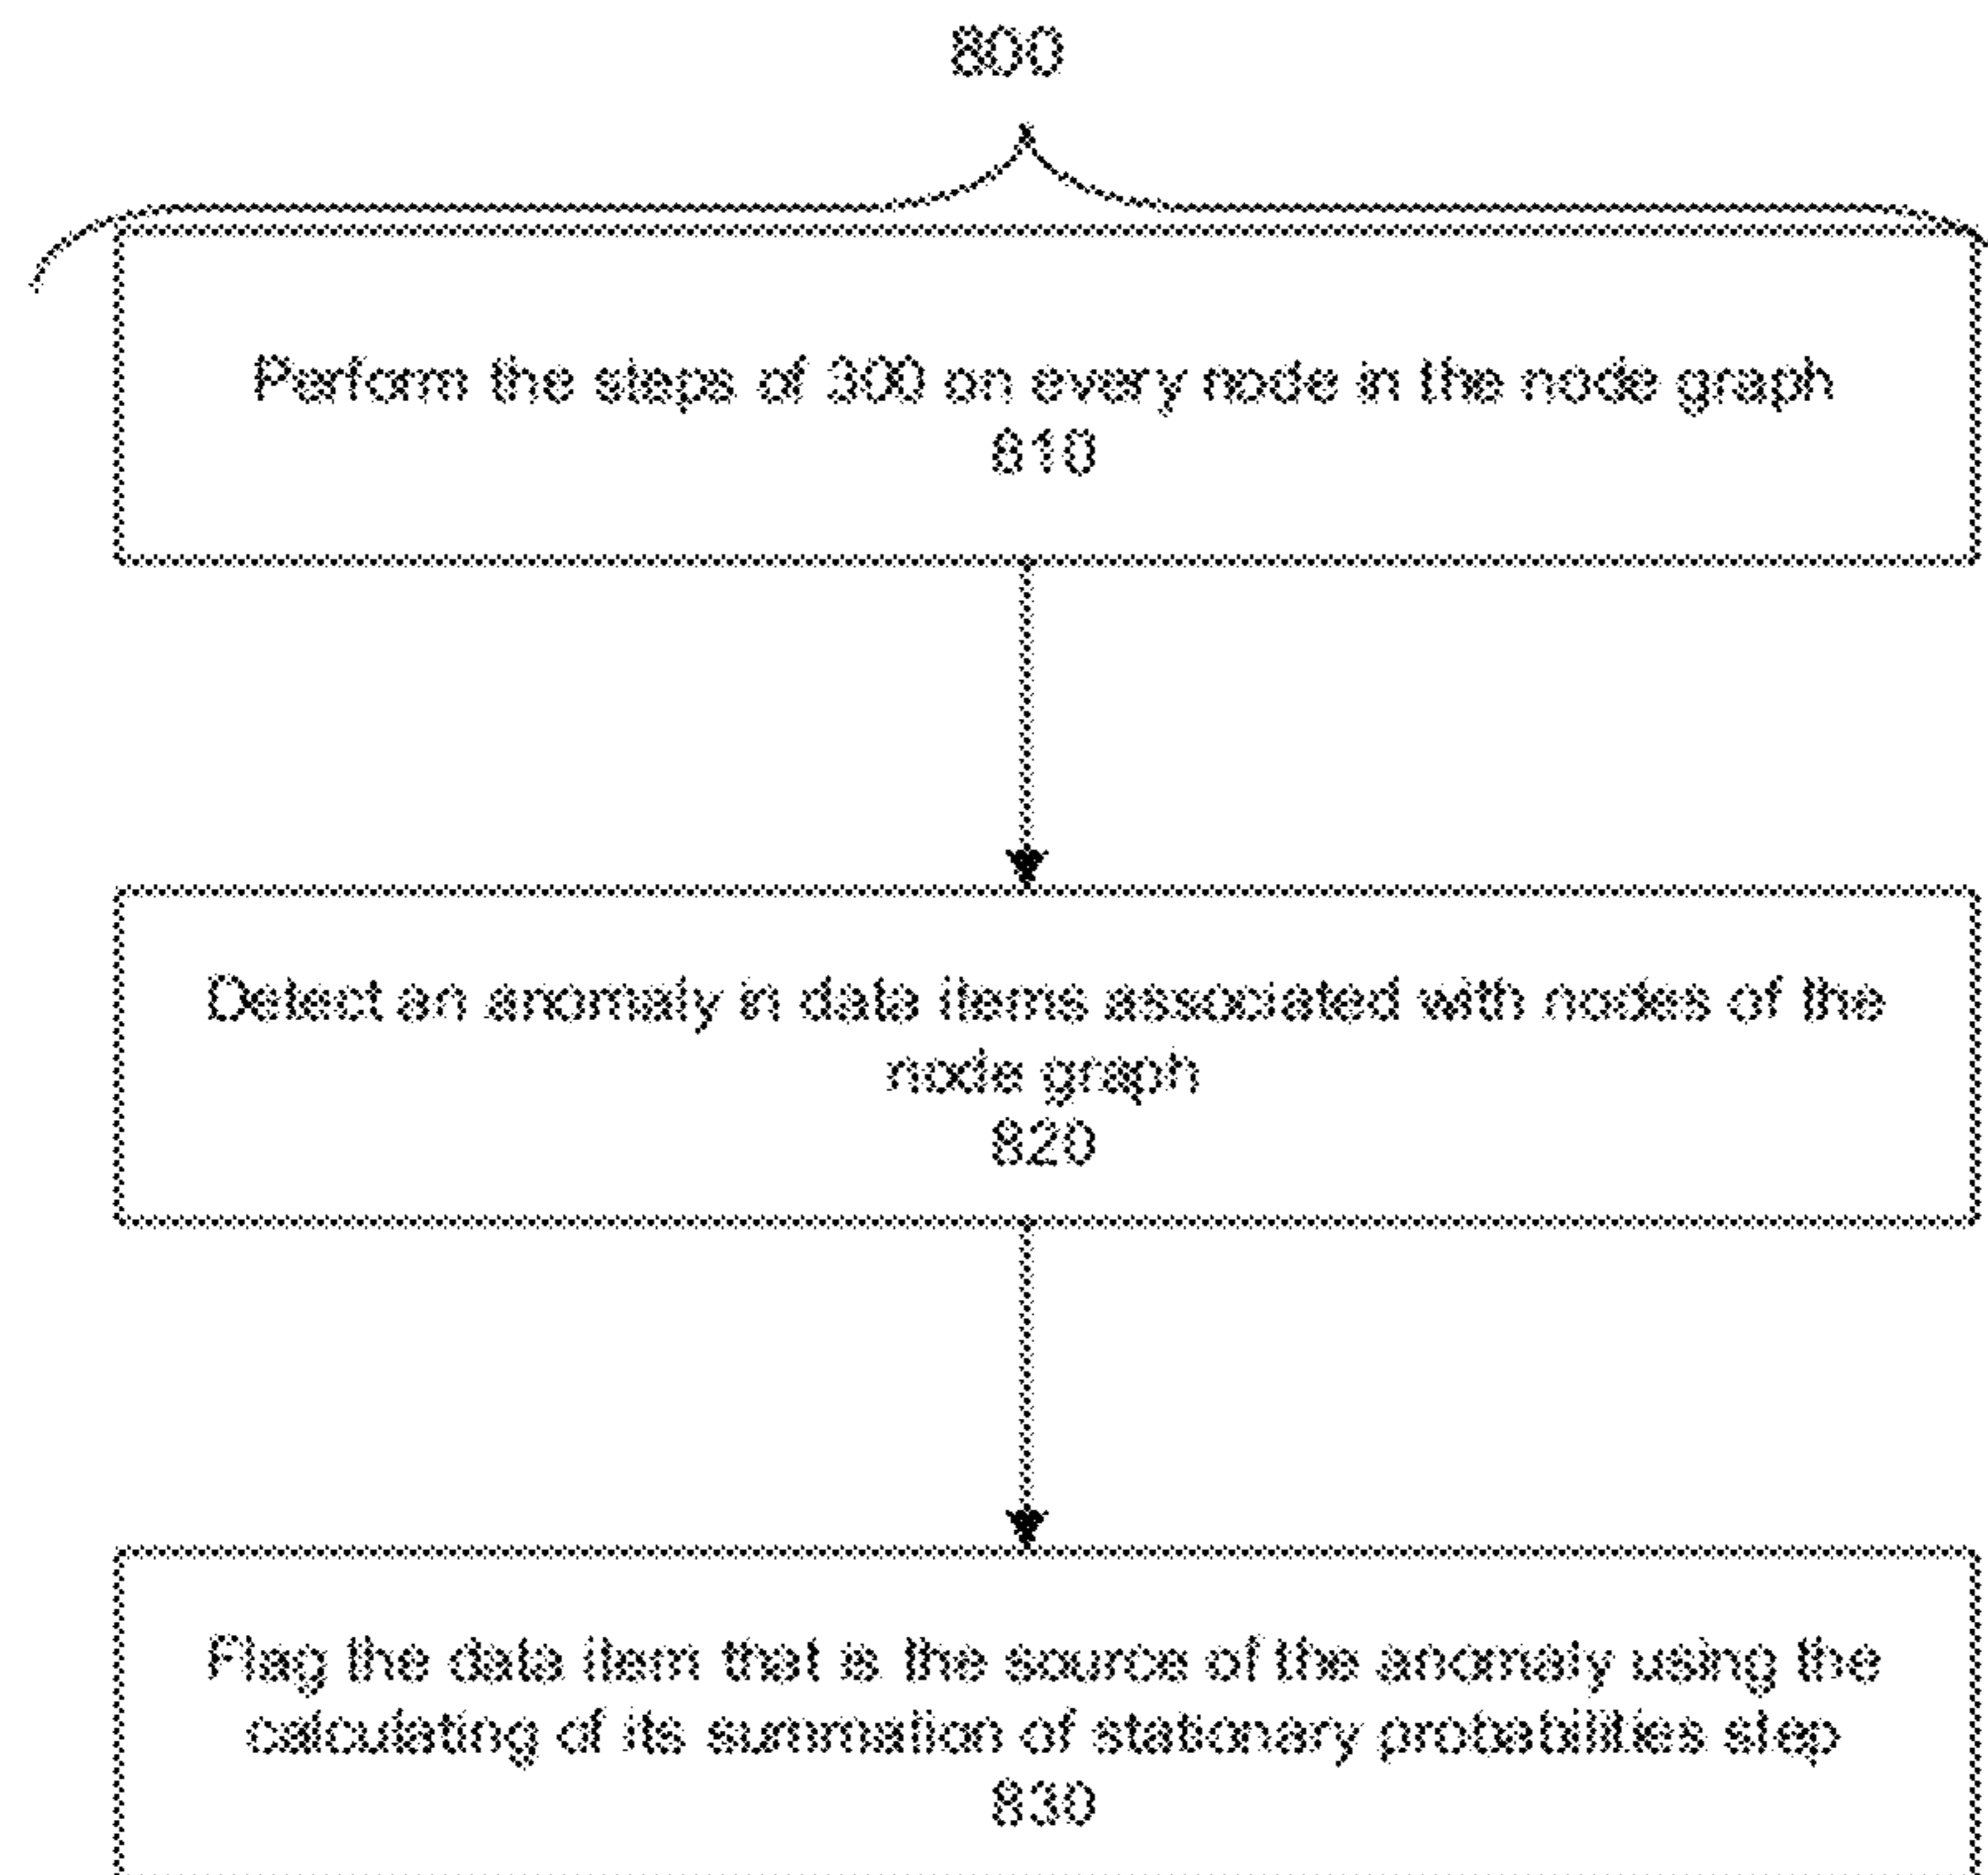 800
Perform the steps of 300 on every node in the node graph
810
Detect an anomaly in data items associated with nodes of the
node graph
820
Flag the data item that is the source of the anomaly using the
calculating of its summation of stationary probabilities step
830